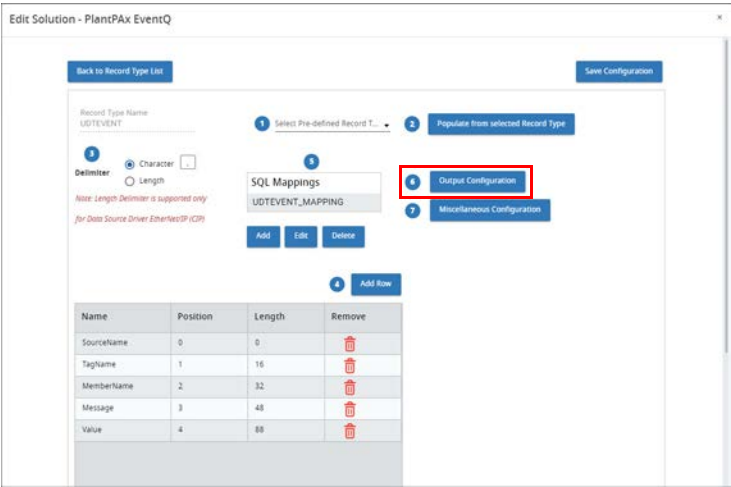 Edit Solution - PlantPAx EventQ
×
Back to Record Type List
Save Configuration
Record Type Name
UDTEVENT
1 Select Pre-defined Record T...
2 Populate from selected Record Type
3
Delimiter
Character .
Length
Note: Length Delimiter is supported only
for Data Source Driver EtherNet/IP (CIP)
5
SQL Mappings
UDTEVENT_MAPPING
Add Edit Delete
6 Output Configuration
7 Miscellaneous Configuration
4 Add Row
Name Position Length Remove
SourceName 0 0
TagName 1 16
MemberName 2 32
Message 3 48
Value 4 88